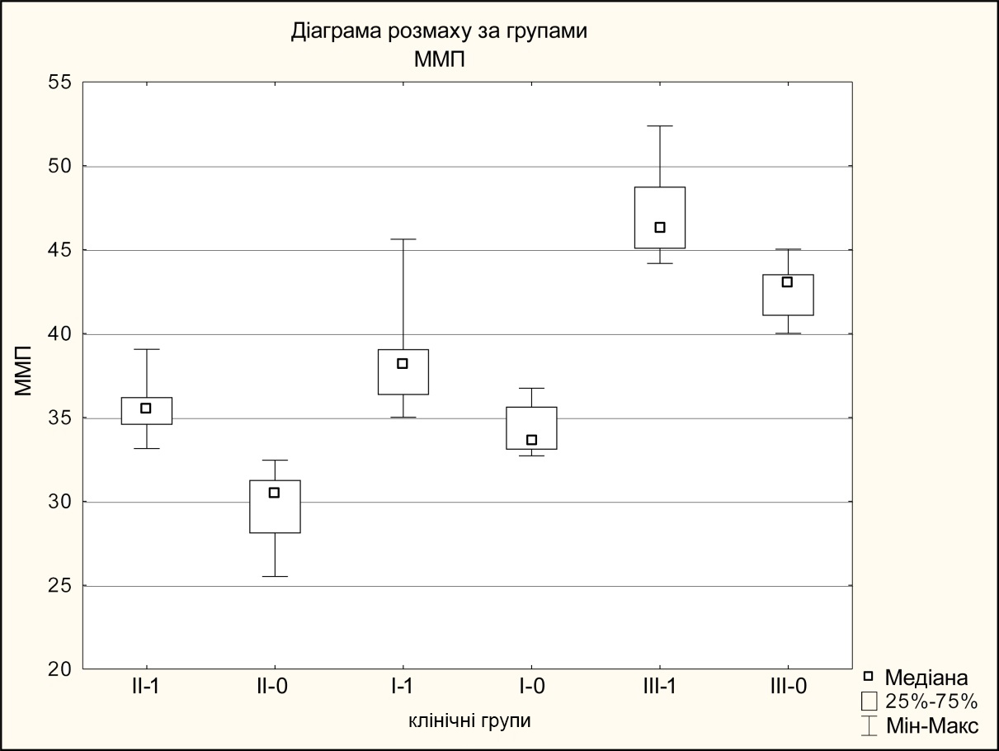 Діаграма розмаху за групами
ММП
55
50
45
40
35
30
25
20
ММП
II-1 II-0 I-1 I-0 III-1 III-0
клінічні групи
Медіана
25%-75%
Мін-Макс